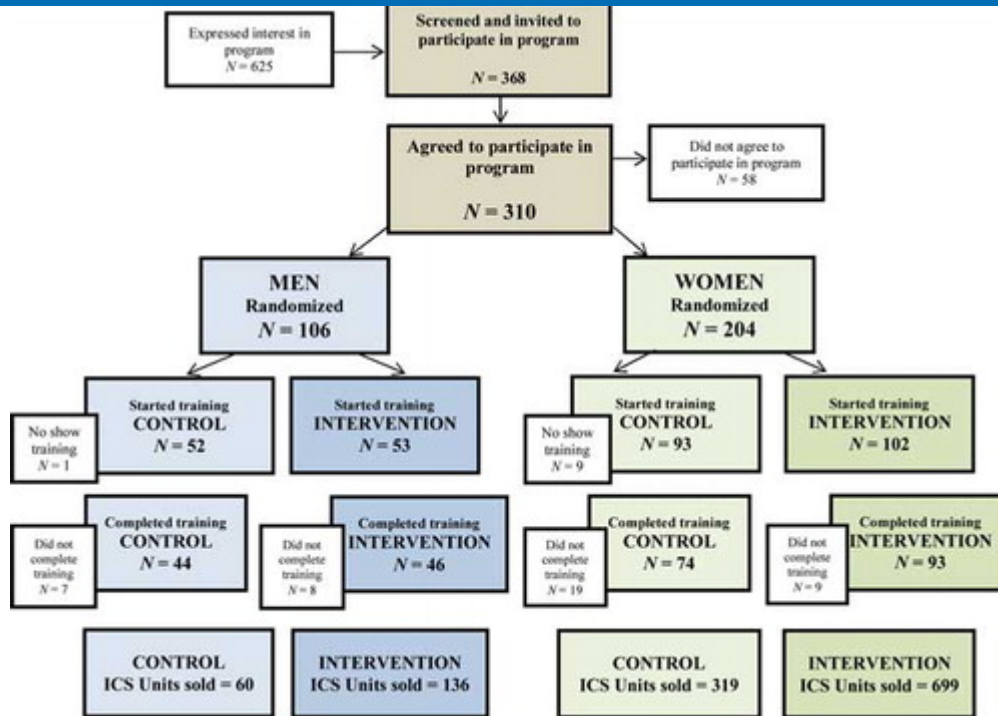 Expressed interest in
program
N = 625
Screened and invited to
participate in program
N = 368
Agreed to participate in
program
N = 310
Did not agree to
participate in program
N = 58
MEN
Randomized
N = 106
WOMEN
Randomized
N = 204
No show
training
N = 1
Started training
CONTROL
N = 52
Started training
INTERVENTION
N = 53
No show
training
N = 9
Started training
CONTROL
N = 93
Started training
INTERVENTION
N = 102
Did not
complete
training
N = 7
Completed training
CONTROL
N = 44
Did not
complete
training
N = 8
Completed training
INTERVENTION
N = 46
Did not
complete
training
N = 19
Completed training
CONTROL
N = 74
Did not
complete
training
N = 9
Completed training
INTERVENTION
N = 93
CONTROL
ICS Units sold = 60
INTERVENTION
ICS Units sold = 136
CONTROL
ICS Units sold = 319
INTERVENTION
ICS Units sold = 699